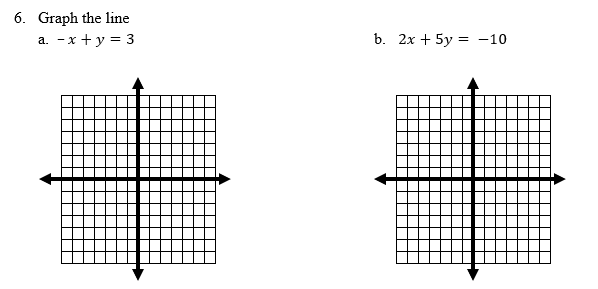 6. Graph the line
a. −x + y = 3
b. 2x + 5y = −10